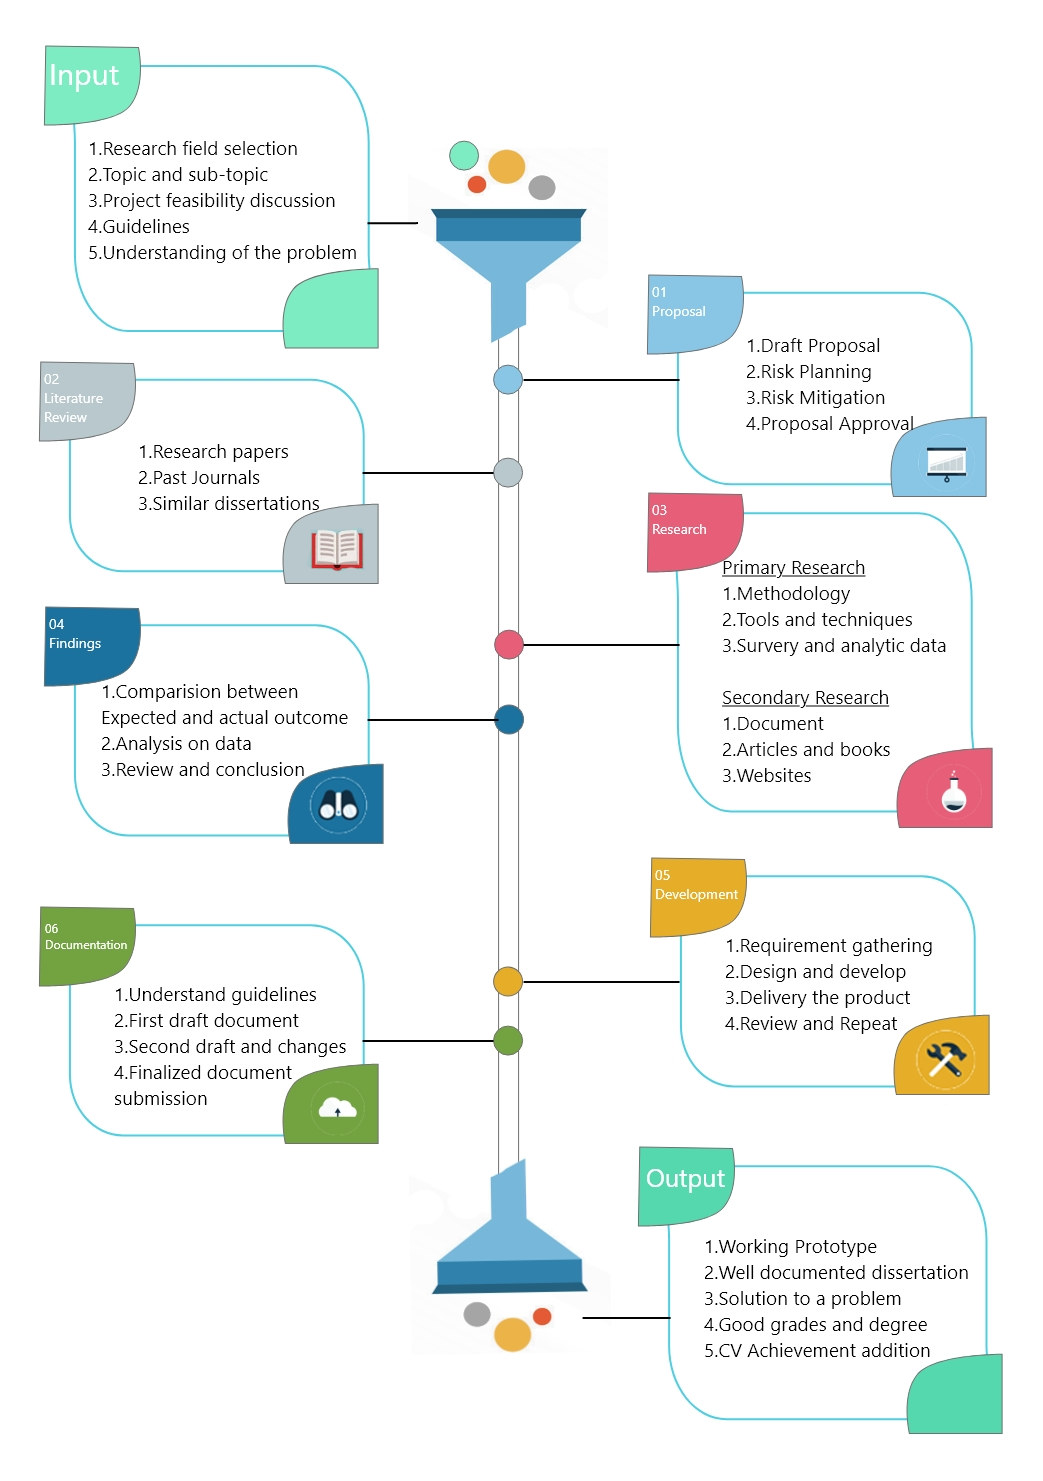 Input
1.Research field selection
2.Topic and sub-topic
3.Project feasibility discussion
4.Guidelines
5.Understanding of the problem
01
Proposal
1.Draft Proposal
2.Risk Planning
3.Risk Mitigation
4.Proposal Approval
02
Literature
Review
1.Research papers
2.Past Journals
3.Similar dissertations
03
Research
Primary Research
1.Methodology
2.Tools and techniques
3.Survery and analytic data
Secondary Research
1.Document
2.Articles and books
3.Websites
04
Findings
1.Comparision between
Expected and actual outcome
2.Analysis on data
3.Review and conclusion
05
Development
1.Requirement gathering
2.Design and develop
3.Delivery the product
4.Review and Repeat
06
Documentation
1.Understand guidelines
2.First draft document
3.Second draft and changes
4.Finalized document
submission
Output
1.Working Prototype
2.Well documented dissertation
3.Solution to a problem
4.Good grades and degree
5.CV Achievement addition